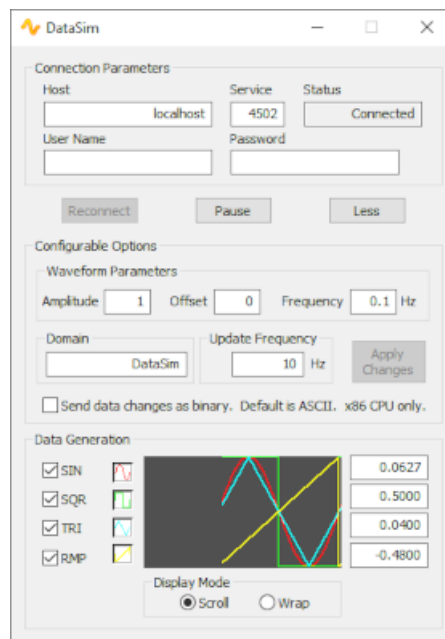 DataSim
Connection Parameters
Host Service Status
localhost 4502 Connected
User Name Password
Reconnect Pause Less
Configurable Options
Waveform Parameters
Amplitude 1 Offset 0 Frequency 0.1 Hz
Domain Update Frequency
DataSim 10 Hz Apply Changes
Send data changes as binary. Default is ASCII. x86 CPU only.
Data Generation
SIN 0.0627
SQR 0.5000
TRI 0.0400
RMP -0.4800
Display Mode
Scroll Wrap